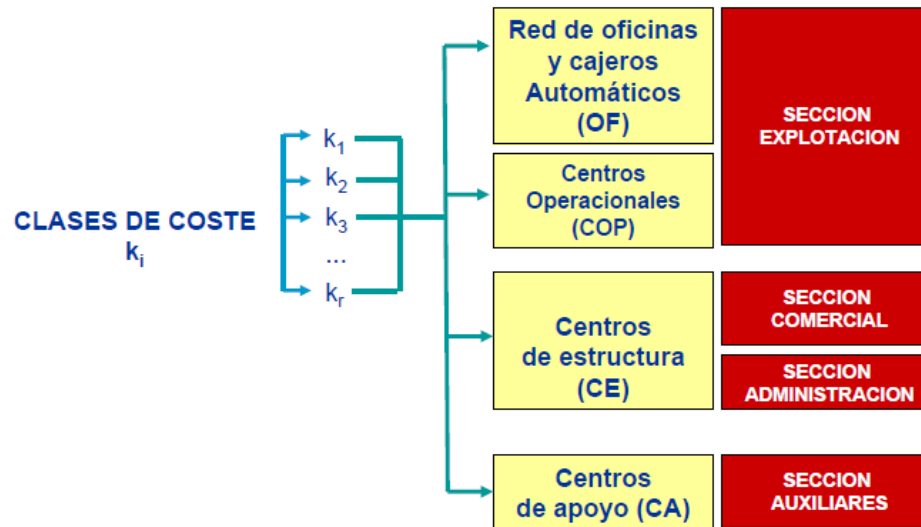 Red de oficinas
y cajeros
Automáticos
(OF)
SECCION
EXPLOTACION
Centros
Operacionales
(COP)
CLASES DE COSTE
ki
k1
k2
k3
...
kr
Centros
de estructura
(CE)
SECCION
COMERCIAL
SECCION
ADMINISTRACION
Centros
de apoyo (CA)
SECCION
AUXILIARES